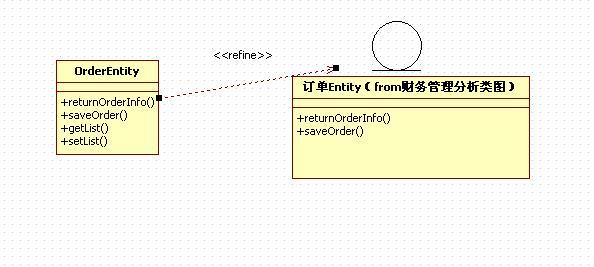 <<refine>>
OrderEntity
+returnOrderInfo()
+saveOrder()
+getList()
+setList()
订单Entity（from财务管理分析类图）
+returnOrderInfo()
+saveOrder()